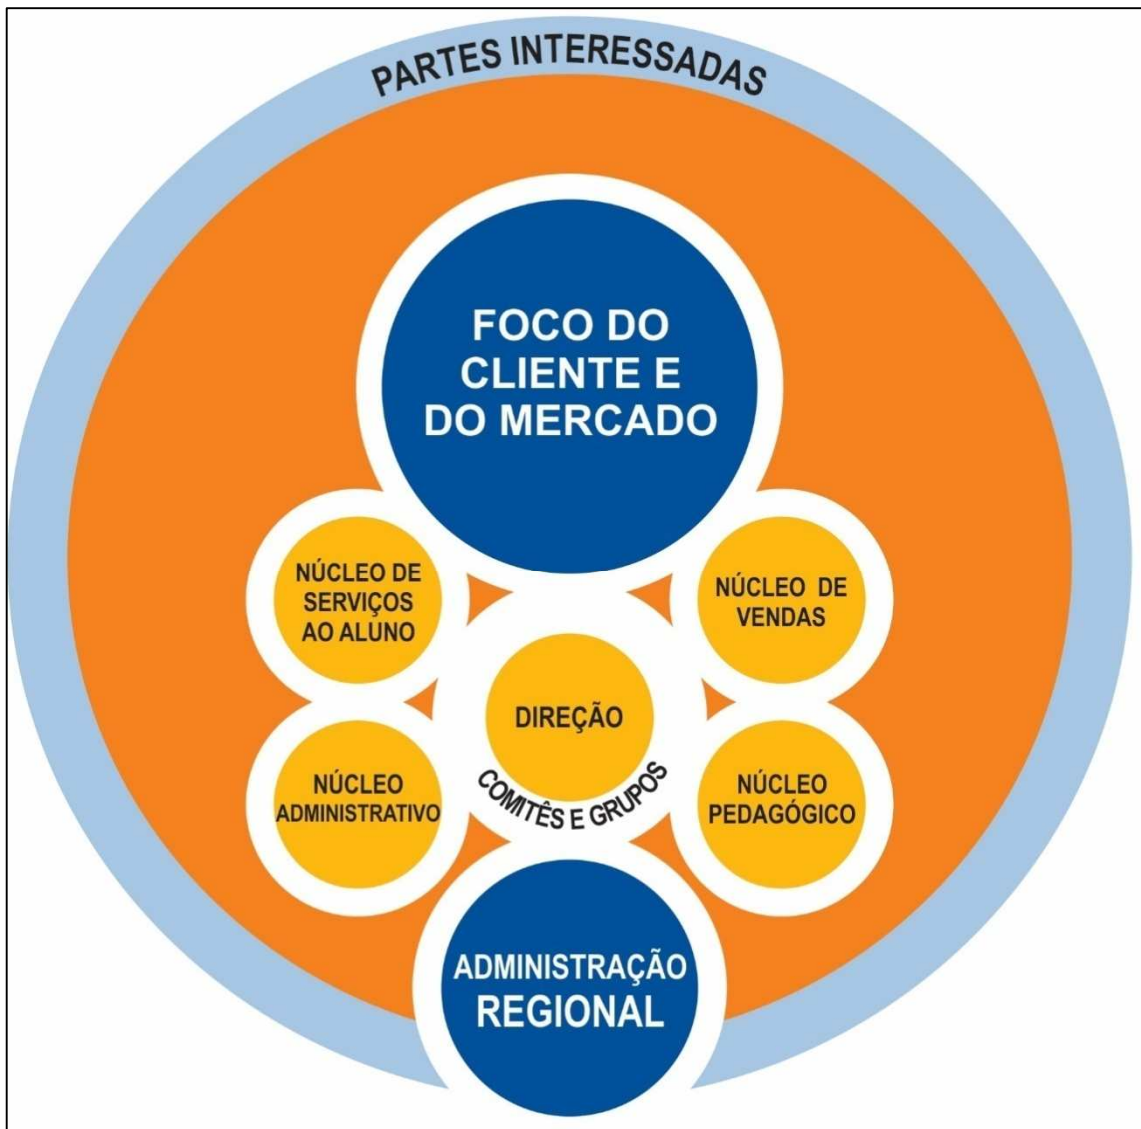 PARTES INTERESSADAS
FOCO DO
CLIENTE E
DO MERCADO
NÚCLEO DE
SERVIÇOS
AO ALUNO
NÚCLEO DE
VENDAS
DIREÇÃO
COMITÊS E GRUPOS
NÚCLEO
ADMINISTRATIVO
NÚCLEO
PEDAGÓGICO
ADMINISTRAÇÃO
REGIONAL